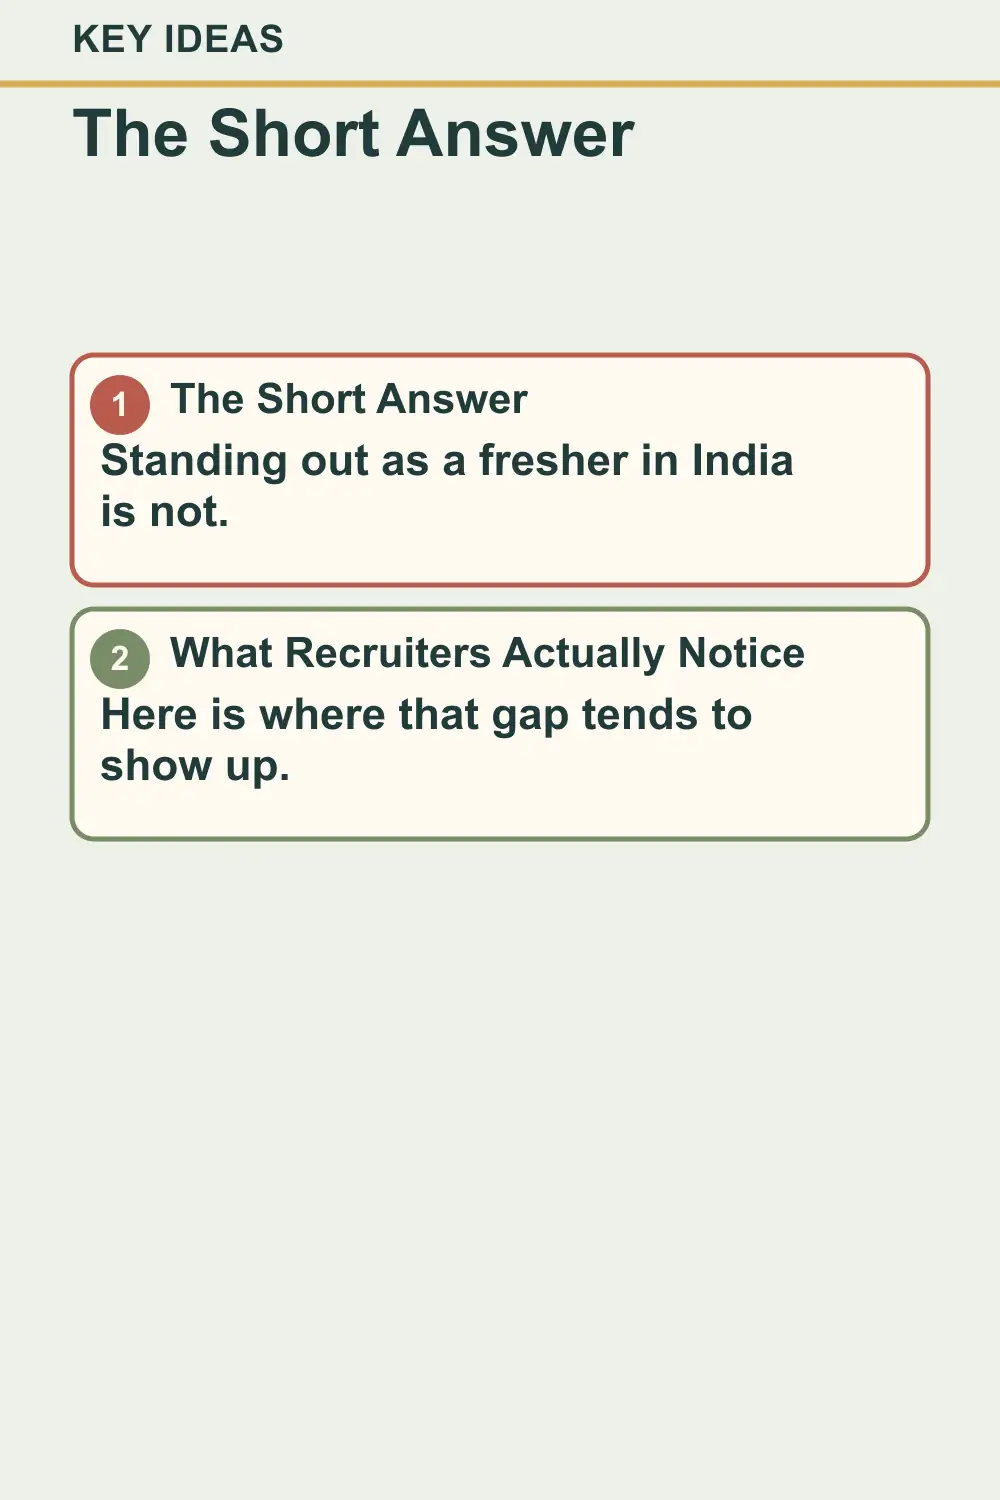 KEY IDEAS
The Short Answer
1 The Short Answer
Standing out as a fresher in India
is not.
2 What Recruiters Actually Notice
Here is where that gap tends to
show up.